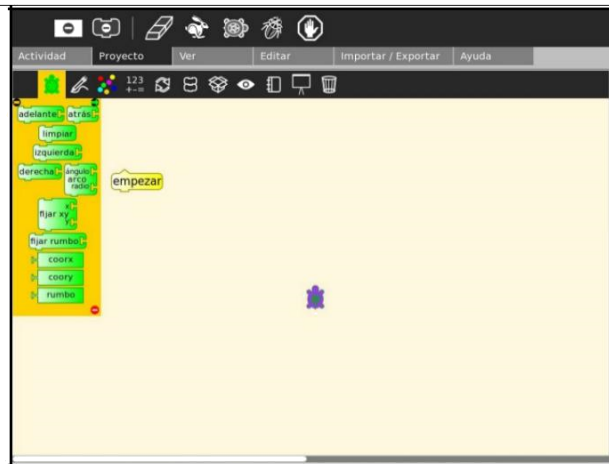 Actividad Proyecto Ver Editar Importar / Exportar Ayuda
123
+-=
adelante atrás
limpiar
izquierda
derecha ángulo
arco
radio
empezar
x
fijar xy
y
fijar rumbo
coorx
coory
rumbo